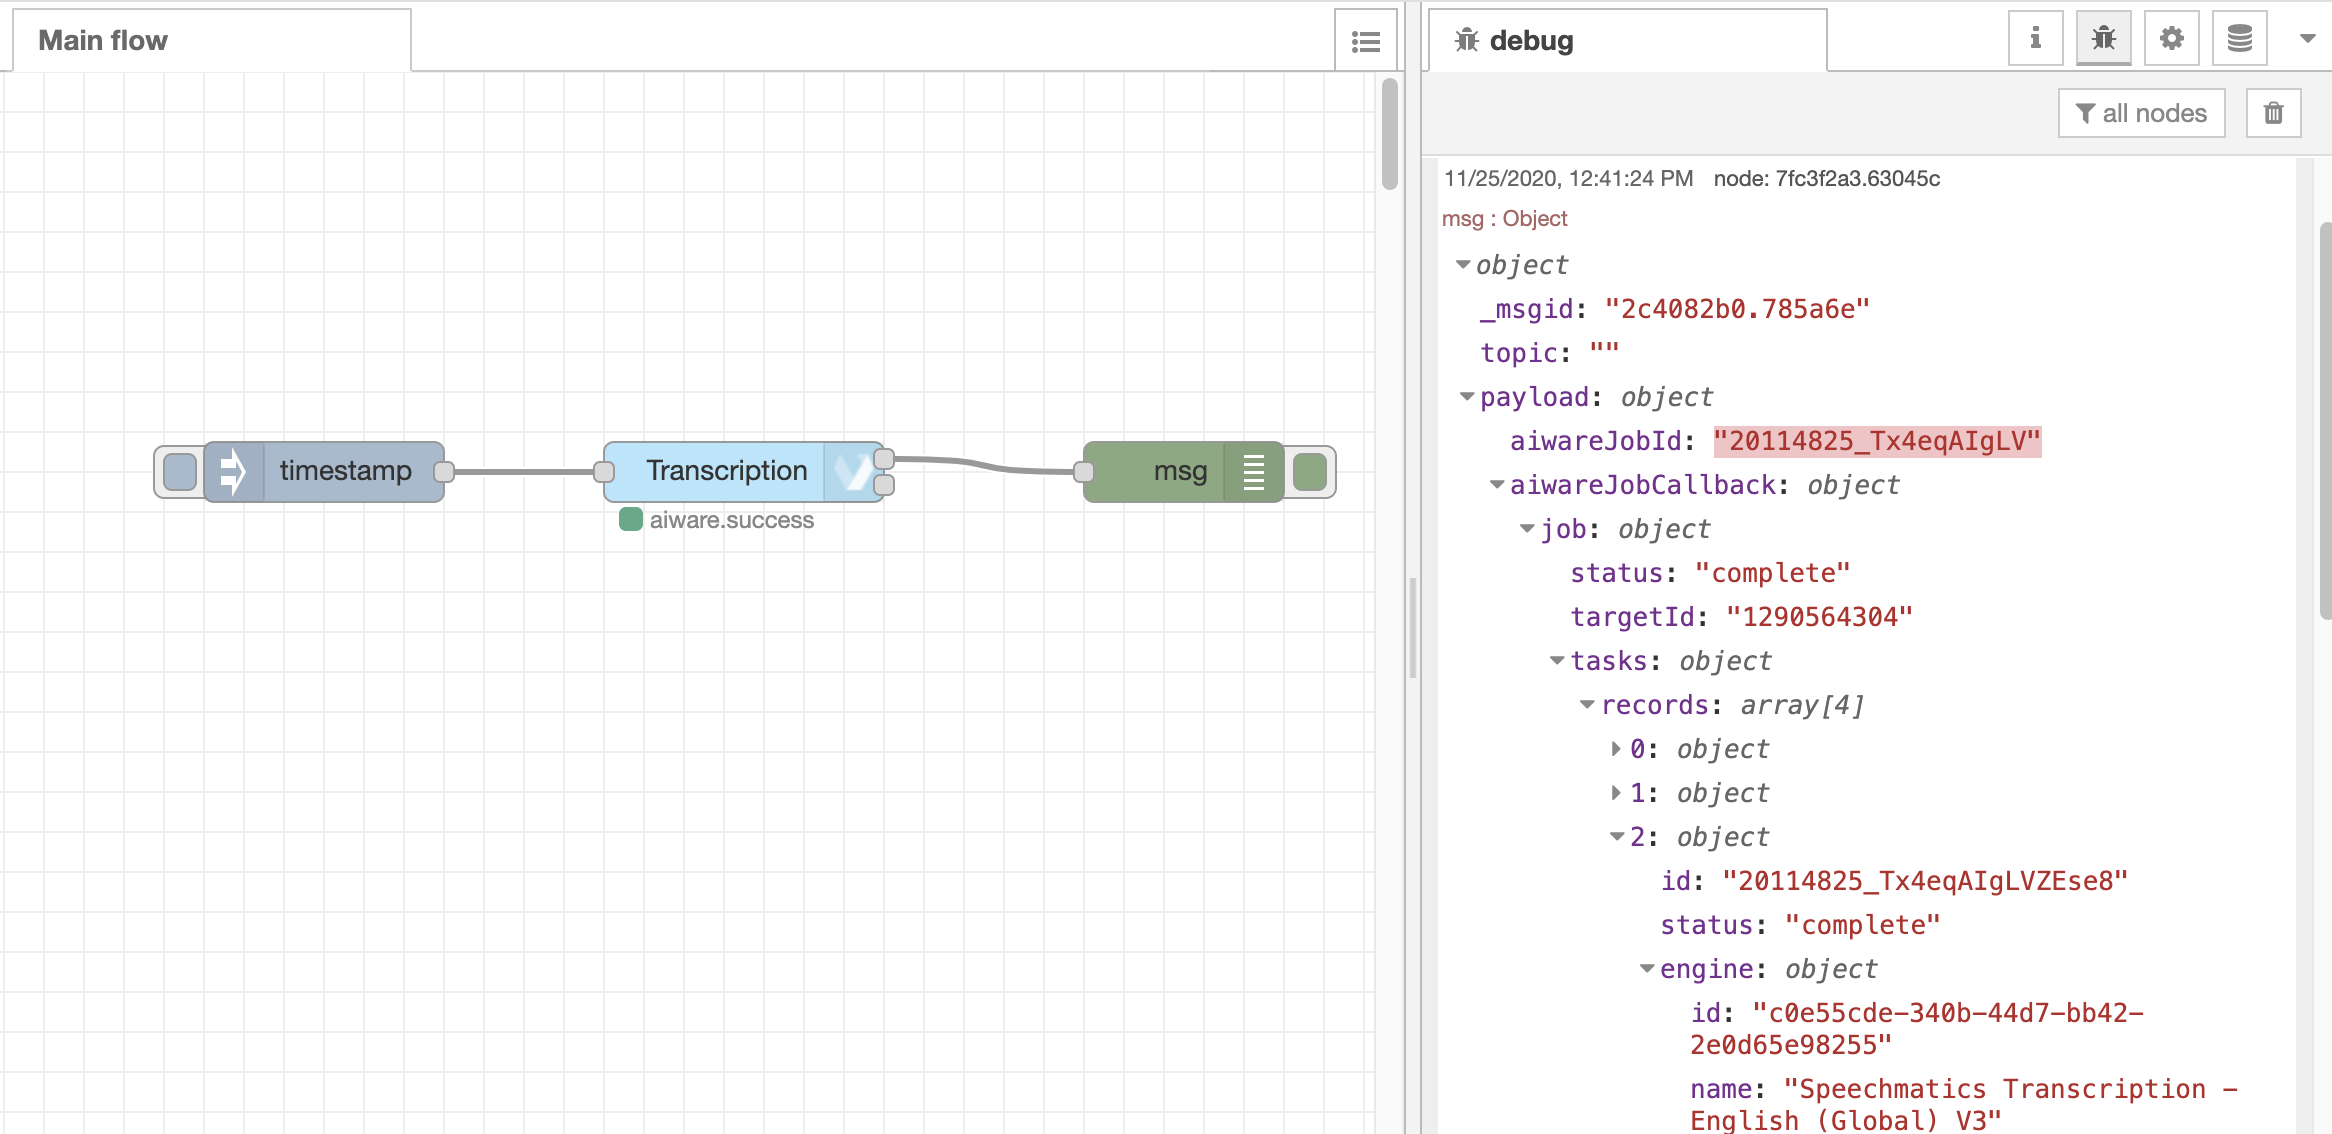 Main flow
debug
all nodes
timestamp
Transcription
msg
aiware.success
11/25/2020, 12:41:24 PM node: 7fc3f2a3.63045c
msg : Object
object
_msgid: "2c4082b0.785a6e"
topic: ""
payload: object
aiwareJobId: "20114825_Tx4eqAIgLV"
aiwareJobCallback: object
job: object
status: "complete"
targetId: "1290564304"
tasks: object
records: array[4]
0: object
1: object
2: object
id: "20114825_Tx4eqAIgLVZEse8"
status: "complete"
engine: object
id: "c0e55cde-340b-44d7-bb42-
2e0d65e98255"
name: "Speechmatics Transcription -
English (Global) V3"